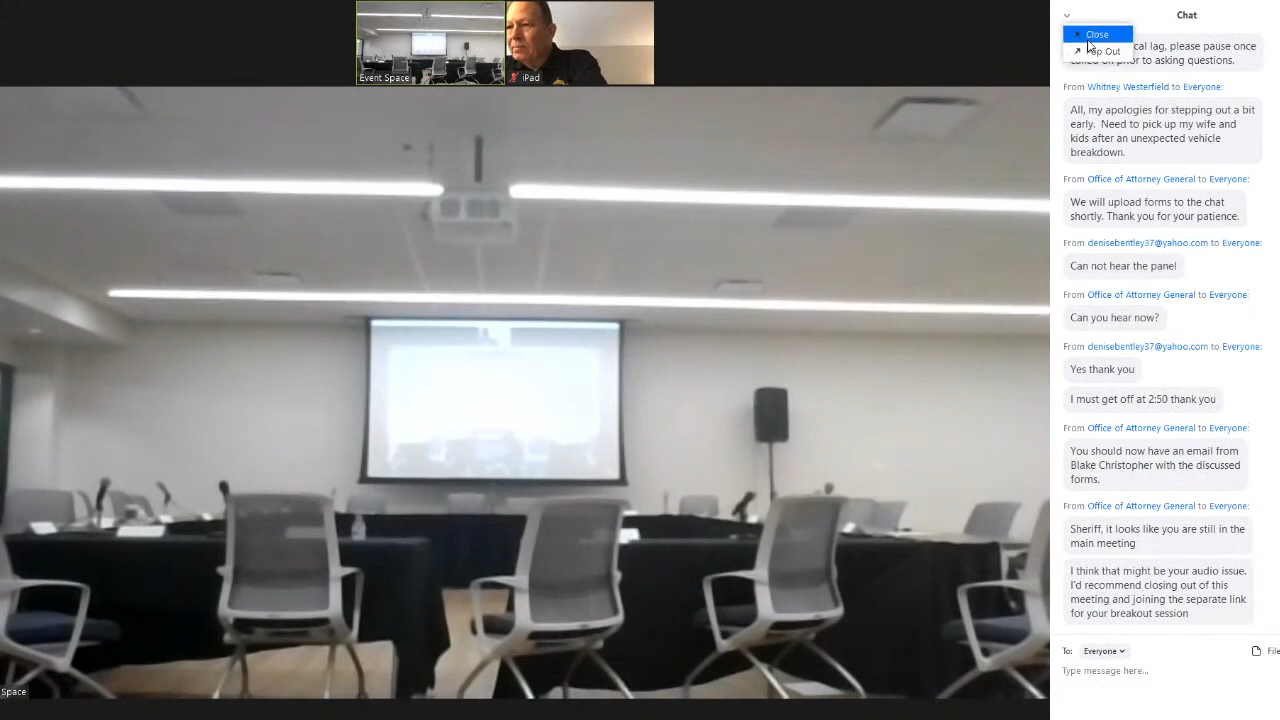 Chat
Close
Out
cal lag, please pause once
prior to asking questions.
From Whitney Westerfield to Everyone:
All, my apologies for stepping out a bit
early. Need to pick up my wife and
kids after an unexpected vehicle
breakdown.
From Office of Attorney General to Everyone:
We will upload forms to the chat
shortly. Thank you for your patience.
From denisebentley37@yahoo.com to Everyone:
Can not hear the panel
From Office of Attorney General to Everyone:
Can you hear now?
From denisebentley37@yahoo.com to Everyone:
Yes thank you
I must get off at 2:50 thank you
From Office of Attorney General to Everyone:
You should now have an email from
Blake Christopher with the discussed
forms.
From Office of Attorney General to Everyone:
Sheriff, it looks like you are still in the
main meeting
I think that might be your audio issue.
I'd recommend closing out of this
meeting and joining the separate link
for your breakout session
To: Everyone
File
Type message here...
Event Space
iPad
Space